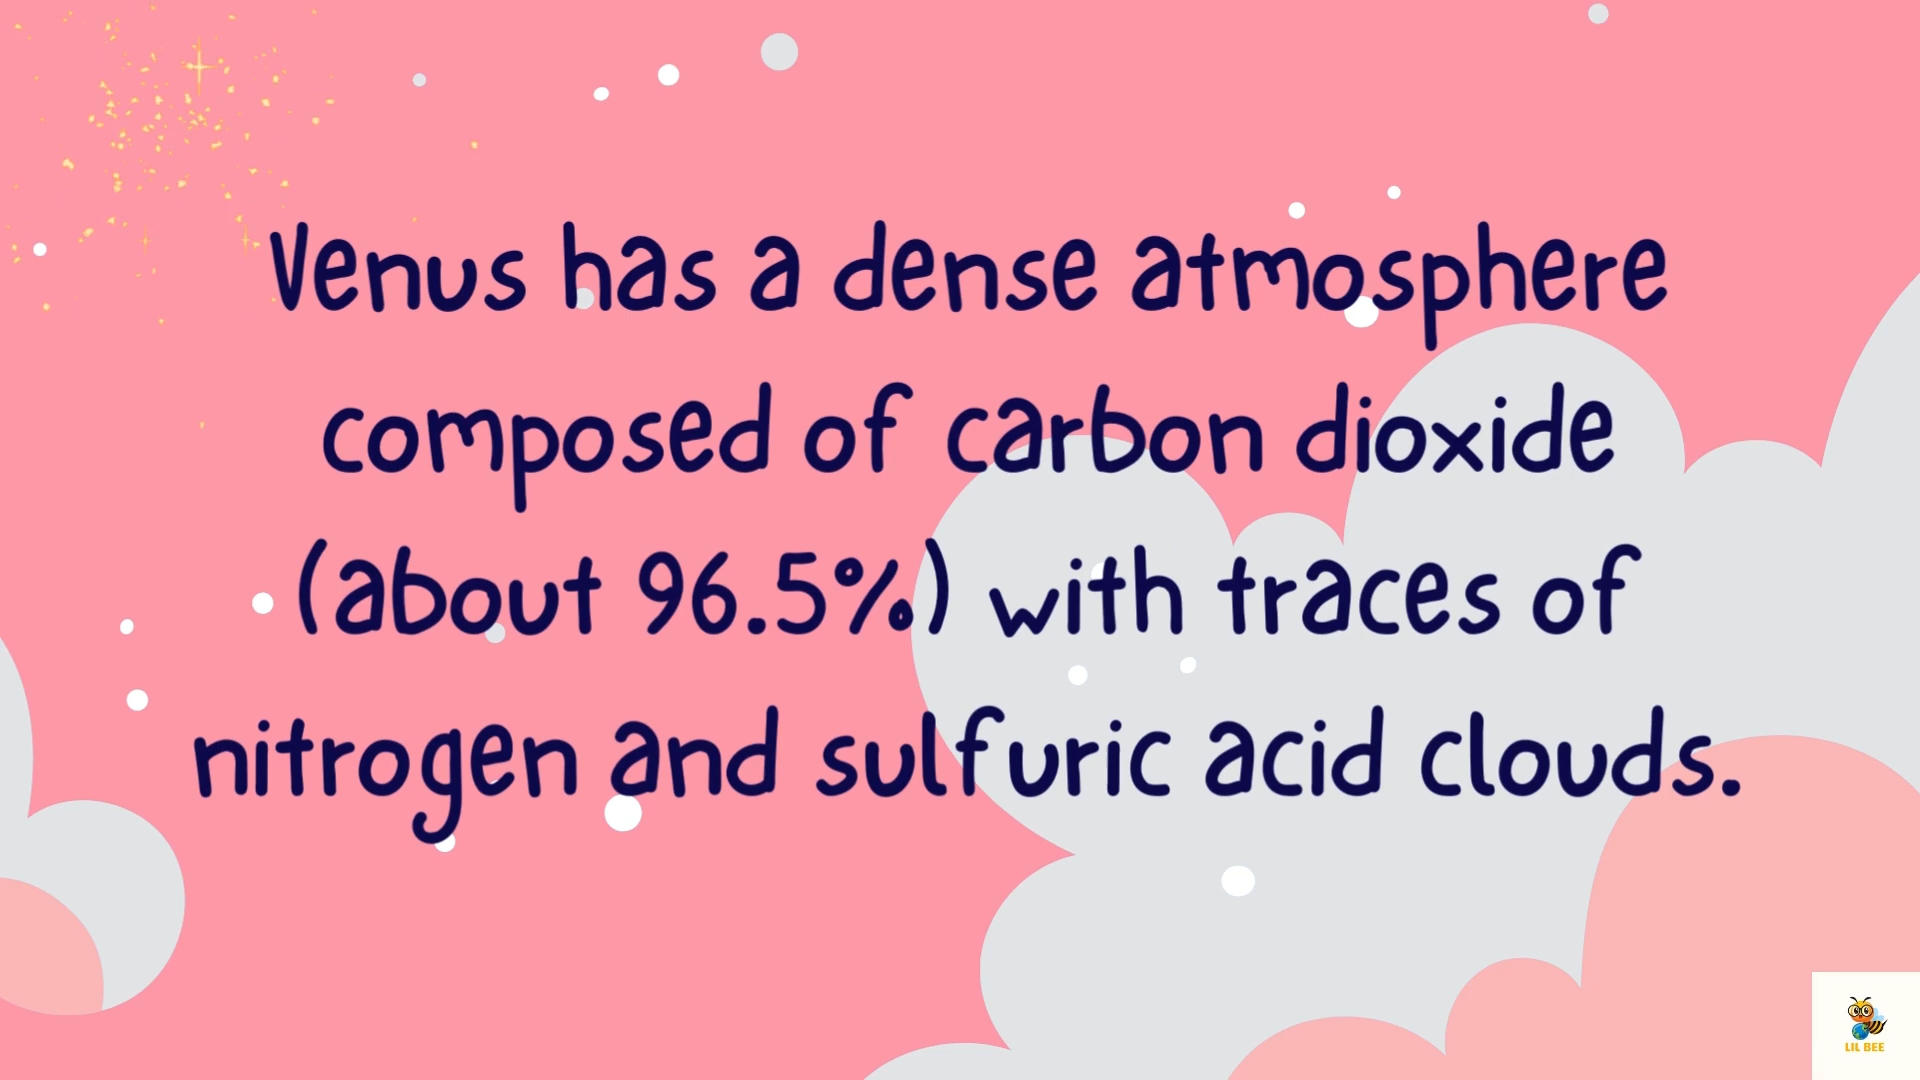 Venus has a dense atmosphere
composed of carbon dioxide
(about 96.5%) with traces of
nitrogen and sulfuric acid clouds.
LIL BEE